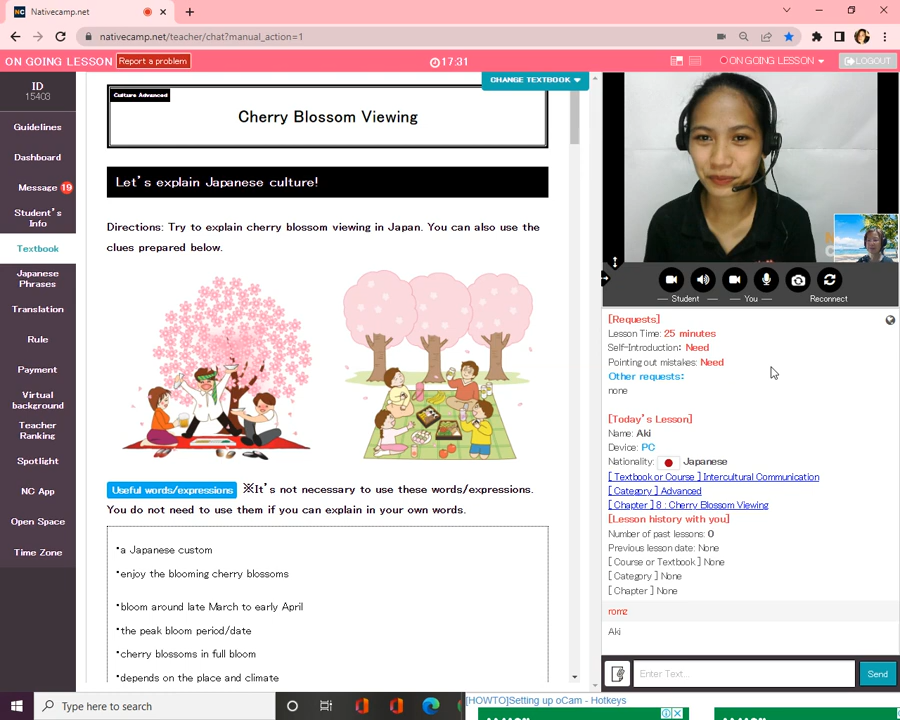 Nativecamp.net
nativecamp.net/teacher/chat?manual_action=1
ON GOING LESSON
Report a problem
17:31
ON GOING LESSON
LOGOUT
ID
15403
Guidelines
Dashboard
Message 19
Student's
Info
Textbook
Japanese
Phrases
Translation
Rule
Payment
Virtual
background
Teacher
Ranking
Spotlight
NC App
Open Space
Time Zone
CHANGE TEXTBOOK
Culture Advanced
Cherry Blossom Viewing
Let's explain Japanese culture!
Directions: Try to explain cherry blossom viewing in Japan. You can also use the
clues prepared below.
Useful words/expressions ※It's not necessary to use these words/expressions.
You do not need to use them if you can explain in your own words.
・a Japanese custom
・enjoy the blooming cherry blossoms
・bloom around late March to early April
・the peak bloom period/date
・cherry blossoms in full bloom
・depends on the place and climate
Student
You
Reconnect
[Requests]
Lesson Time: 25 minutes
Self-Introduction: Need
Pointing out mistakes: Need
Other requests:
none
[Today's Lesson]
Name: Aki
Device: PC
Nationality: Japanese
[ Textbook or Course ] Intercultural Communication
[ Category ] Advanced
[ Chapter ] 8 : Cherry Blossom Viewing
[Lesson history with you]
Number of past lessons: 0
Previous lesson date: None
[ Course or Textbook ] None
[ Category ] None
[ Chapter ] None
Aki
Enter Text...
Send
Type here to search
[HOWTO]Setting up oCam - Hotkeys